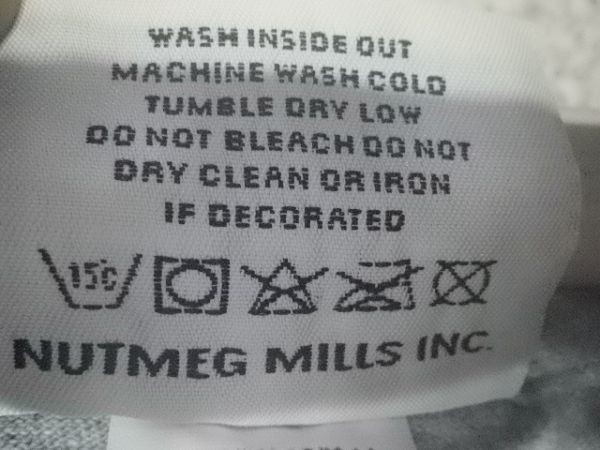 WASH INSIDE OUT
MACHINE WASH COLD
TUMBLE DRY LOW
DO NOT BLEACH DO NOT
DRY CLEAN OR IRON
IF DECORATED
15c
NUTMEG MILLS INC.